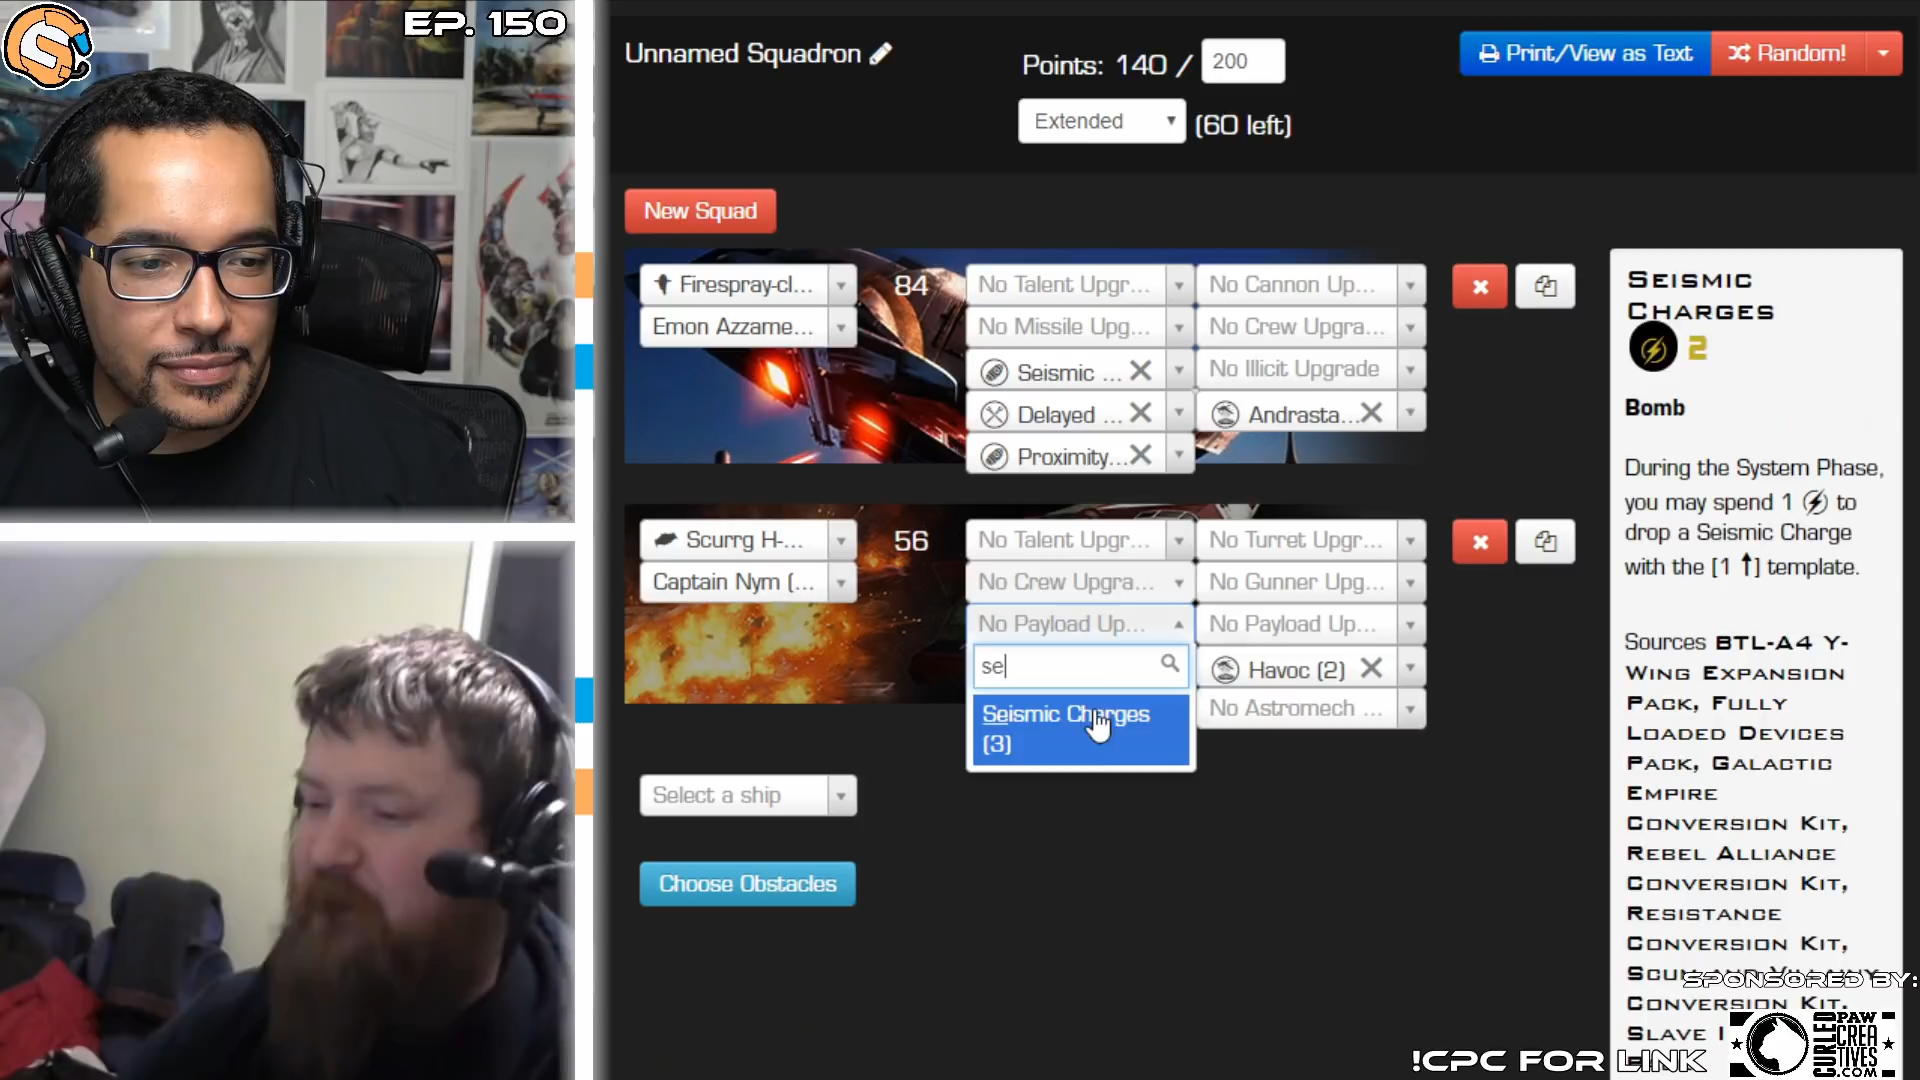 EP. 150
Unnamed Squadron
Points: 140 / 200
Extended
(60 left)
Print/View as Text
Random!
New Squad
Firespray-cl...
84
No Talent Upgr...
No Cannon Up...
Emon Azzame...
No Missile Upg...
No Crew Upgra...
Seismic ...
No Illicit Upgrade
Delayed ...
Andrasta...
Proximity...
Scurrg H-...
56
No Talent Upgr...
No Turret Upgr...
Captain Nym (...
No Crew Upgra...
No Gunner Upg...
No Payload Up...
No Payload Up...
se
Havoc (2)
Seismic Charges
(3)
No Astromech ...
Select a ship
Choose Obstacles
Seismic
Charges
2
Bomb
During the System Phase,
you may spend 1 to
drop a Seismic Charge
with the [1 ↑] template.
Sources BTL-A4 Y-
Wing Expansion
Pack, Fully
Loaded Devices
Pack, Galactic
Empire
Conversion Kit,
Rebel Alliance
Conversion Kit,
Resistance
Conversion Kit,
Conversion Kit,
Slave I
SPONSORED BY:
!CPC FOR LINK
CURLED
PAW
CREA
TIVES
.COM